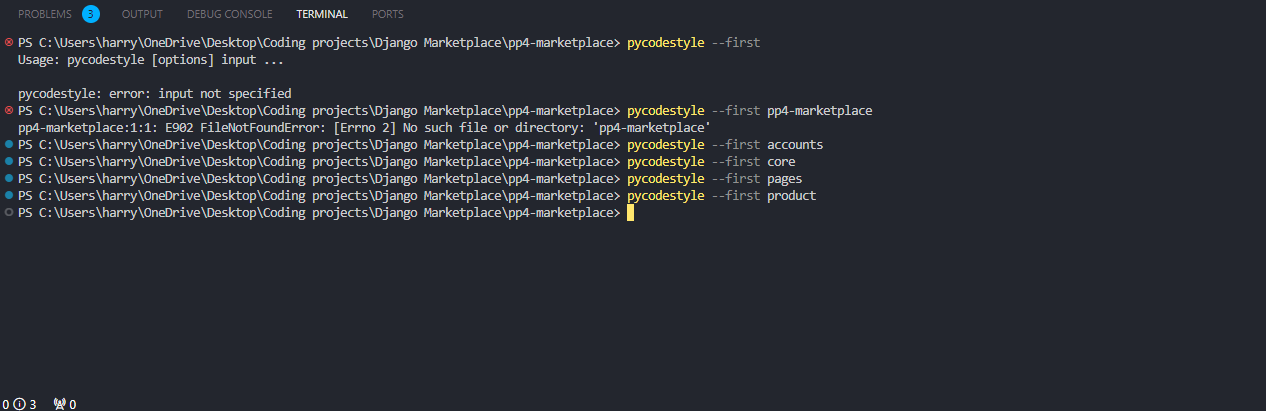 PROBLEMS 3 OUTPUT DEBUG CONSOLE TERMINAL PORTS
PS C:\Users\harry\OneDrive\Desktop\Coding projects\Django Marketplace\pp4-marketplace> pycodestyle --first
Usage: pycodestyle [options] input ...
pycodestyle: error: input not specified
PS C:\Users\harry\OneDrive\Desktop\Coding projects\Django Marketplace\pp4-marketplace> pycodestyle --first pp4-marketplace
pp4-marketplace:1:1: E902 FileNotFoundError: [Errno 2] No such file or directory: 'pp4-marketplace'
PS C:\Users\harry\OneDrive\Desktop\Coding projects\Django Marketplace\pp4-marketplace> pycodestyle --first accounts
PS C:\Users\harry\OneDrive\Desktop\Coding projects\Django Marketplace\pp4-marketplace> pycodestyle --first core
PS C:\Users\harry\OneDrive\Desktop\Coding projects\Django Marketplace\pp4-marketplace> pycodestyle --first pages
PS C:\Users\harry\OneDrive\Desktop\Coding projects\Django Marketplace\pp4-marketplace> pycodestyle --first product
PS C:\Users\harry\OneDrive\Desktop\Coding projects\Django Marketplace\pp4-marketplace>
0 3 0